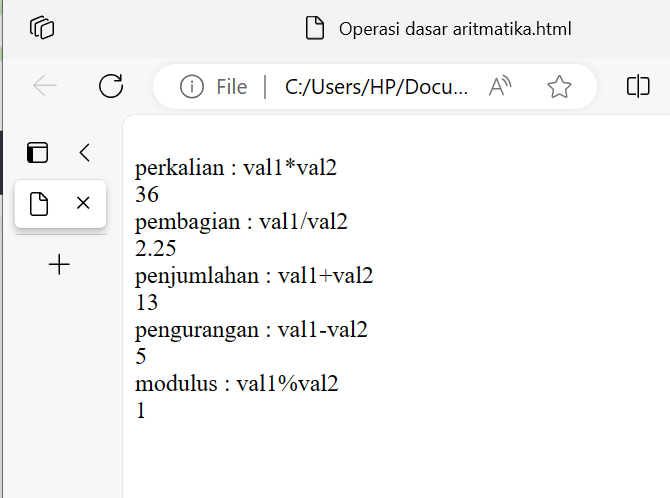 Operasi dasar aritmatika.html
File | C:/Users/HP/Docu...
perkalian : val1*val2
36
pembagian : val1/val2
2.25
penjumlahan : val1+val2
13
pengurangan : val1-val2
5
modulus : val1%val2
1